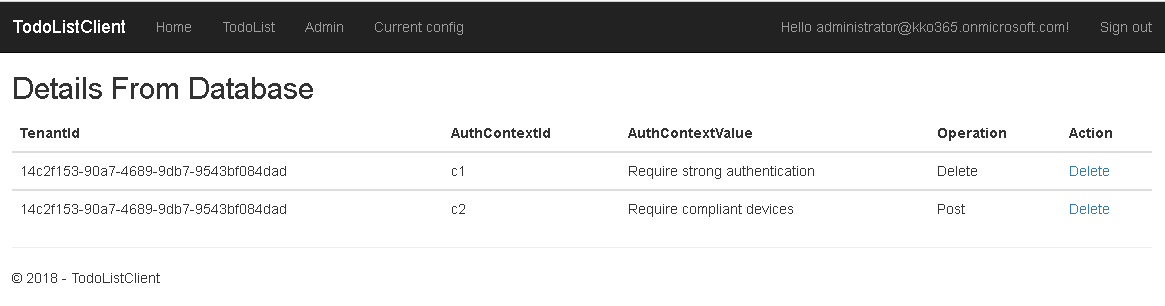 TodoListClient Home TodoList Admin Current config Hello administrator@kko365.onmicrosoft.com! Sign out
Details From Database
TenantId AuthContextId AuthContextValue Operation Action
14c2f153-90a7-4689-9db7-9543bf084dad c1 Require strong authentication Delete Delete
14c2f153-90a7-4689-9db7-9543bf084dad c2 Require compliant devices Post Delete
© 2018 - TodoListClient